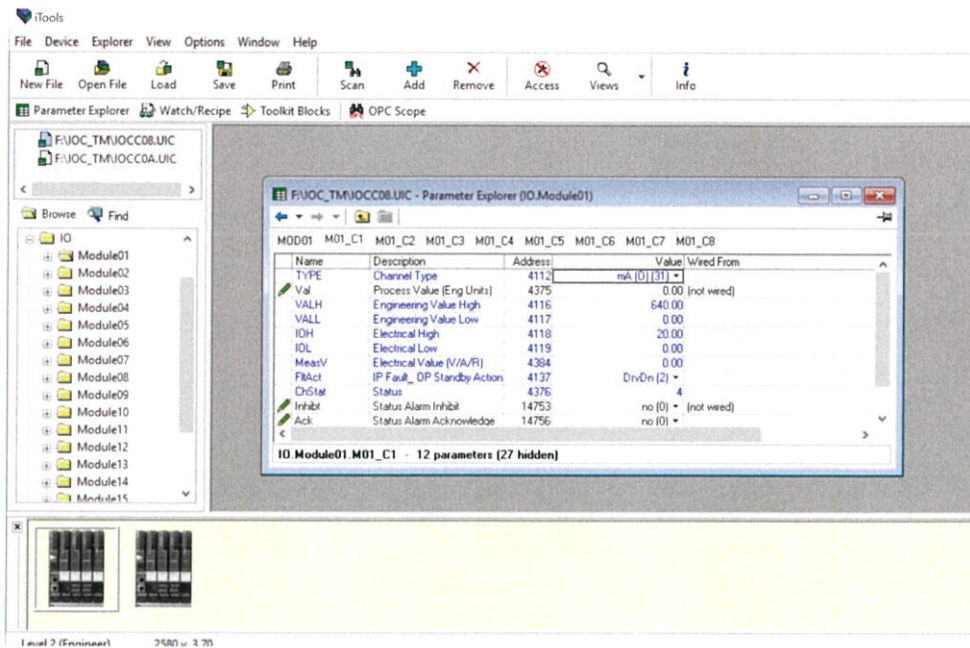 iTools
File Device Explorer View Options Window Help
New File Open File Load Save Print Scan Add Remove Access Views Info
Parameter Explorer Watch/Recipe Toolkit Blocks OPC Scope
F:\IOC_TM\IOCC08.UIC
F:\IOC_TM\IOCC0A.UIC
Browse Find
IO
Module01
Module02
Module03
Module04
Module05
Module06
Module07
Module08
Module09
Module10
Module11
Module12
Module13
Module14
Module15
F:\IOC_TM\IOCC08.UIC - Parameter Explorer (IO.Module01)
MOD01 M01_C1 M01_C2 M01_C3 M01_C4 M01_C5 M01_C6 M01_C7 M01_C8
Name Description Address Value Wired From
TYPE Channel Type 4112 mA (O) (31)
Val Process Value (Eng Units) 4375 0.00 (not wired)
VALH Engineering Value High 4116 640.00
VALL Engineering Value Low 4117 0.00
IOH Electrical High 4118 20.00
IOL Electrical Low 4119 0.00
MeasV Electrical Value (V/A/R) 4384 0.00
FltAct IP Fault_ OP Standby Action 4137 DrvDn (2)
ChStat Status 4376 4
Inhibt Status Alarm Inhibit 14753 no (0) (not wired)
Ack Status Alarm Acknowledge 14756 no (0)
IO.Module01.M01_C1 - 12 parameters (27 hidden)
Level 2 (Engineer) 2580 v. 3.70